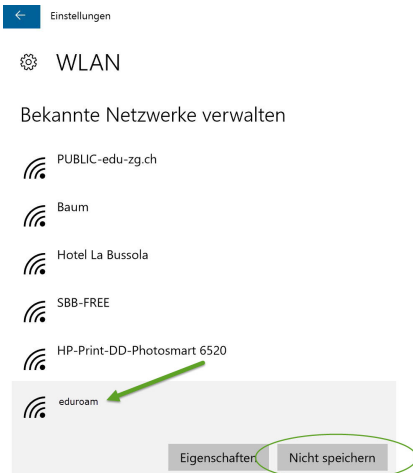 Einstellungen
WLAN
Bekannte Netzwerke verwalten
PUBLIC-edu-zg.ch
Baum
Hotel La Bussola
SBB-FREE
HP-Print-DD-Photosmart 6520
eduroam
Eigenschaften Nicht speichern